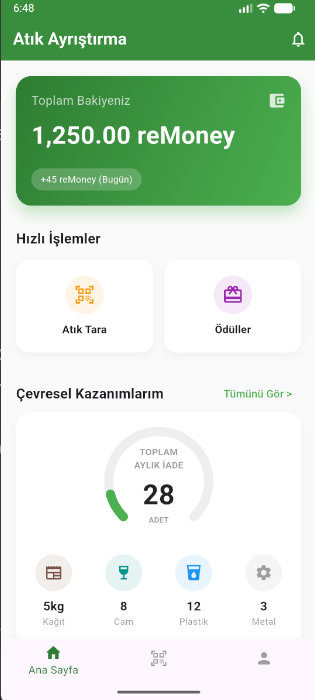 6:48
Atık Ayrıştırma
Toplam Bakiyeniz
1,250.00 reMoney
+45 reMoney (Bugün)
Hızlı İşlemler
Atık Tara
Ödüller
Çevresel Kazanımlarım
Tümünü Gör >
TOPLAM
AYLIK İADE
28
ADET
5kg
Kağıt
8
Cam
12
Plastik
3
Metal
Ana Sayfa